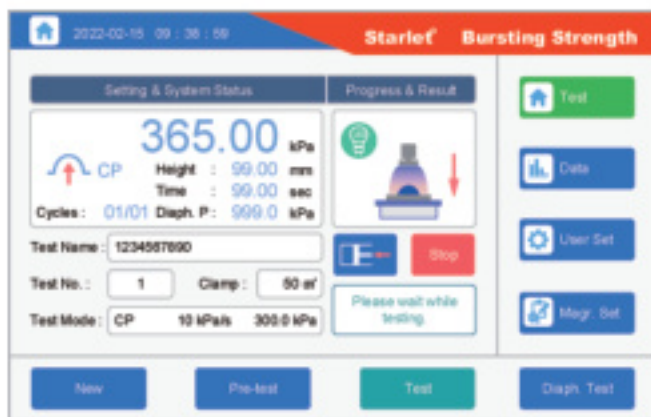 2022-02-15 09 : 38 : 59
Starlet Bursting Strength
Setting & System Status
Progress & Result
365.00 kPa
CP
Height : 99.00 mm
Time : 99.00 sec
Cycles : 01/01 Diaph. P : 999.0 kPa
Test Name : 1234567890
Test No. : 1 Clamp : 50 ㎡
Test Mode : CP 10 kPa/s 300.0 kPa
Stop
Please wait while
testing.
Test
Data
User Set
Megr. Set
New
Pre-test
Test
Diaph. Test